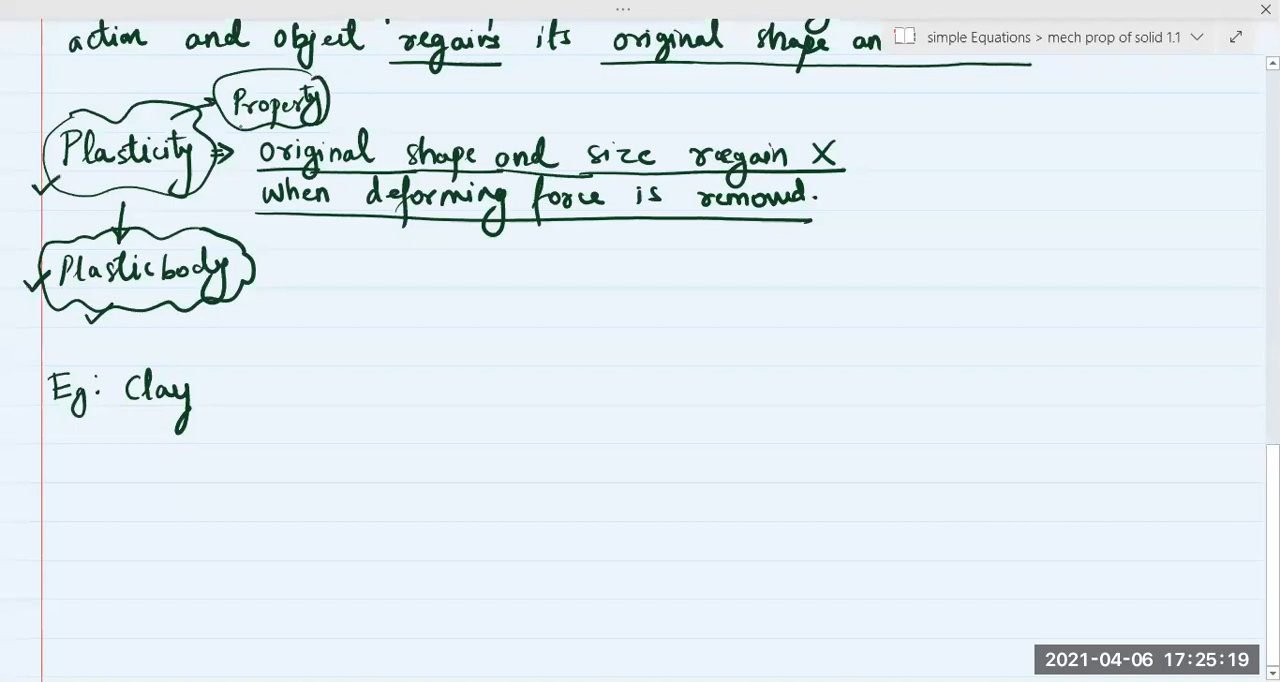 ...
simple Equations > mech prop of solid 1.1
action and object regains its original shape an
Property
Plasticity ⇒ original shape and size regain X
when deforming force is removed.
Plastic body
Eg: Clay
2021-04-06 17:25:19